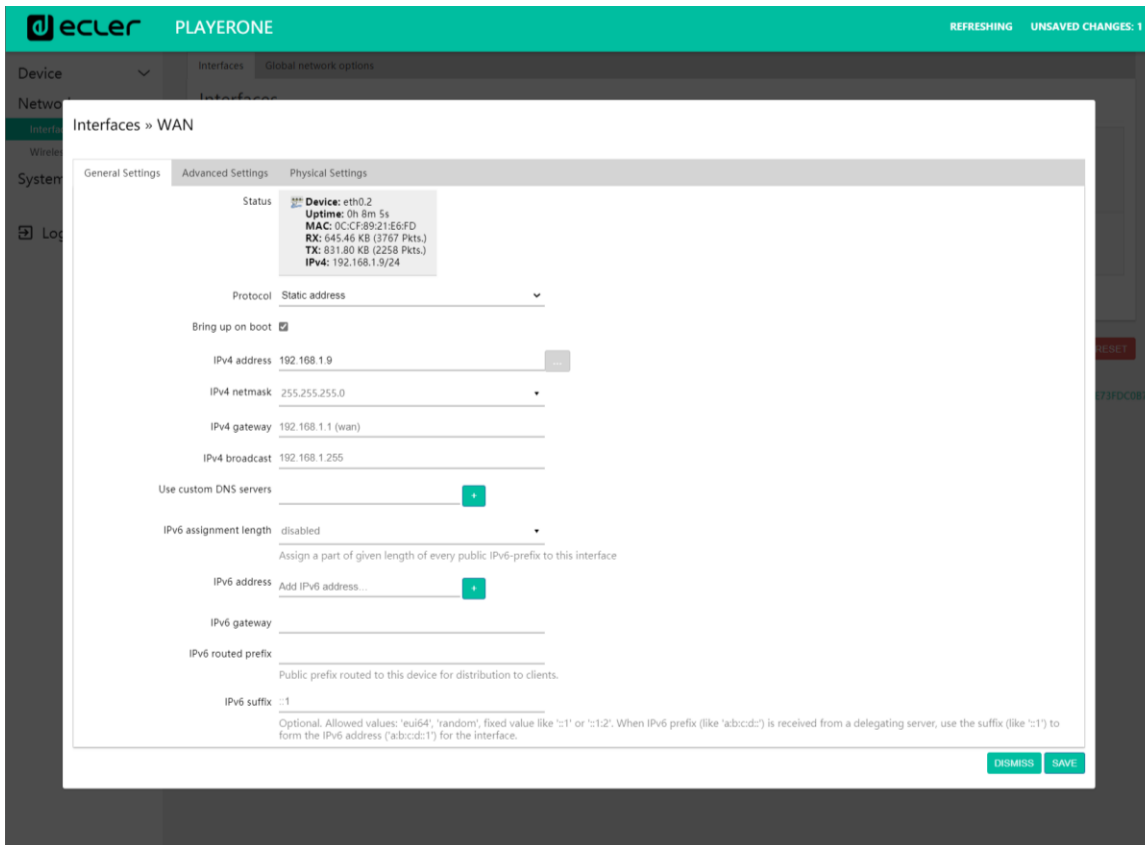 ecler PLAYERONE REFRESHING UNSAVED CHANGES: 1
Device
Interfaces Global network options
Interfaces
Interfaces » WAN
General Settings Advanced Settings Physical Settings
Status
Device: eth0.2
Uptime: 0h 8m 5s
MAC: 0C:CF:89:21:E6:FD
RX: 645.46 KB (3767 Pkts.)
TX: 831.80 KB (2258 Pkts.)
IPv4: 192.168.1.9/24
Protocol Static address
Bring up on boot
IPv4 address 192.168.1.9 ...
IPv4 netmask 255.255.255.0
IPv4 gateway 192.168.1.1 (wan)
IPv4 broadcast 192.168.1.255
Use custom DNS servers +
IPv6 assignment length disabled
Assign a part of given length of every public IPv6-prefix to this interface
IPv6 address Add IPv6 address... +
IPv6 gateway
IPv6 routed prefix
Public prefix routed to this device for distribution to clients.
IPv6 suffix ::1
Optional. Allowed values: 'eui64', 'random', fixed value like '::1' or '::1:2'. When IPv6 prefix (like 'a:b:c:d::') is received from a delegating server, use the suffix (like '::1') to
form the IPv6 address ('a:b:c:d::1') for the interface.
DISMISS SAVE
Netwo
Interfa
Wirele
System
Log
RESET